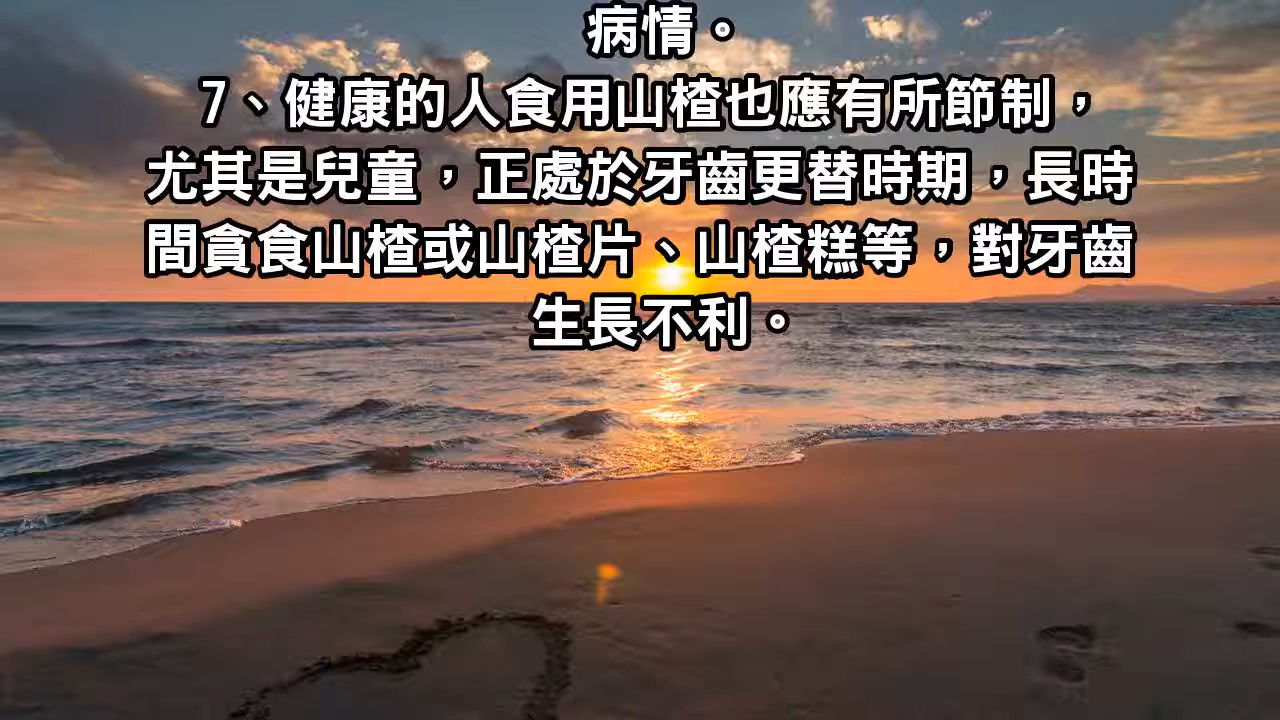 病情。
7、健康的人食用山楂也應有所節制，
尤其是兒童，正處於牙齒更替時期，長時
間貪食山楂或山楂片、山楂糕等，對牙齒
生長不利。